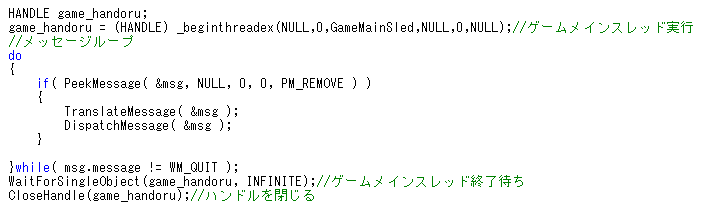 HANDLE game_handoru;
game_handoru = (HANDLE) _beginthreadex(NULL,0,GameMainSled,NULL,0,NULL);//ゲームメインスレッド実行
//メッセージループ
do
{
    if( PeekMessage( &msg, NULL, 0, 0, PM_REMOVE ) )
    {
        TranslateMessage( &msg );
        DispatchMessage( &msg );
    }

}while( msg.message != WM_QUIT );
WaitForSingleObject(game_handoru, INFINITE);//ゲームメインスレッド終了待ち
CloseHandle(game_handoru);//ハンドルを閉じる